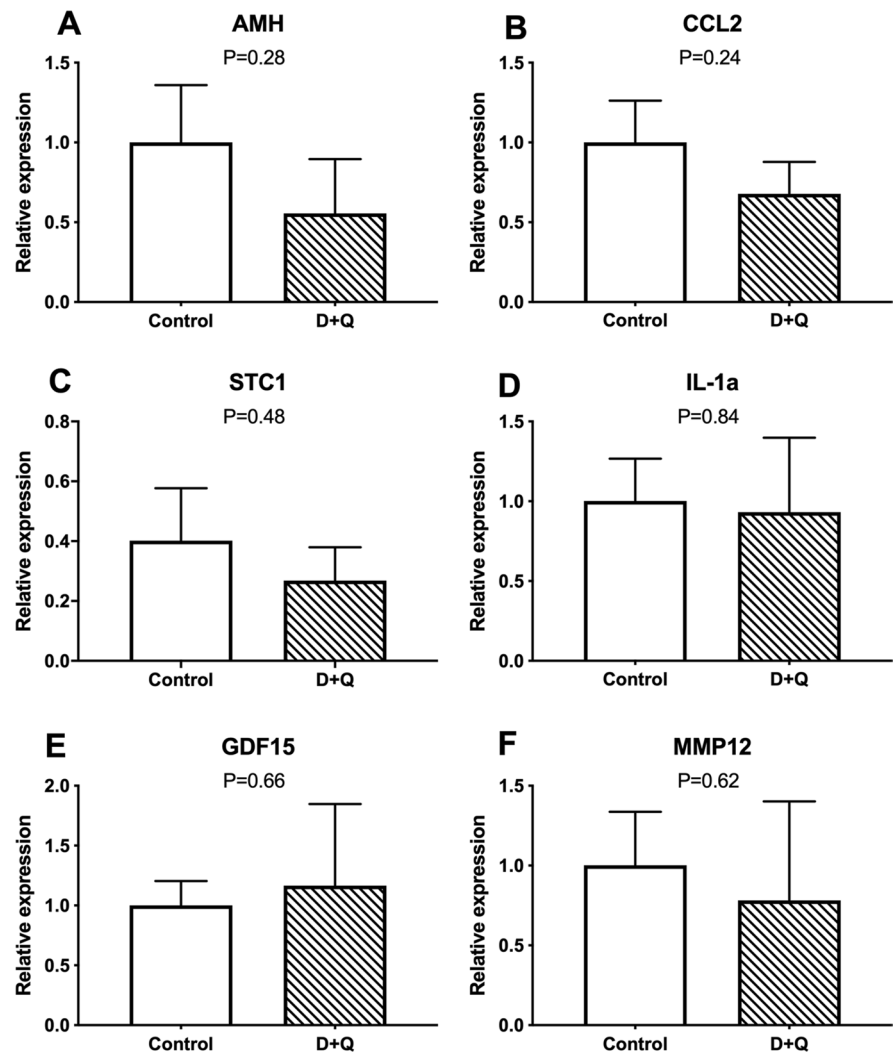 A
AMH
P=0.28
Relative expression
1.5
1.0
0.5
0.0
Control
D+Q
B
CCL2
P=0.24
Relative expression
1.5
1.0
0.5
0.0
Control
D+Q
C
STC1
P=0.48
Relative expression
0.8
0.6
0.4
0.2
0.0
Control
D+Q
D
IL-1a
P=0.84
Relative expression
1.5
1.0
0.5
0.0
Control
D+Q
E
GDF15
P=0.66
Relative expression
2.0
1.5
1.0
0.5
0.0
Control
D+Q
F
MMP12
P=0.62
Relative expression
1.5
1.0
0.5
0.0
Control
D+Q